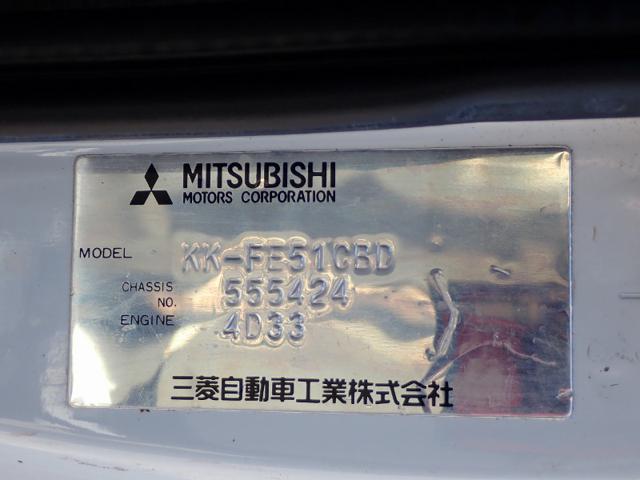 MITSUBISHI
MOTORS CORPORATION
MODEL KK-FE51CBD
CHASSIS NO. 555424
ENGINE 4D33
三菱自動車工業株式会社